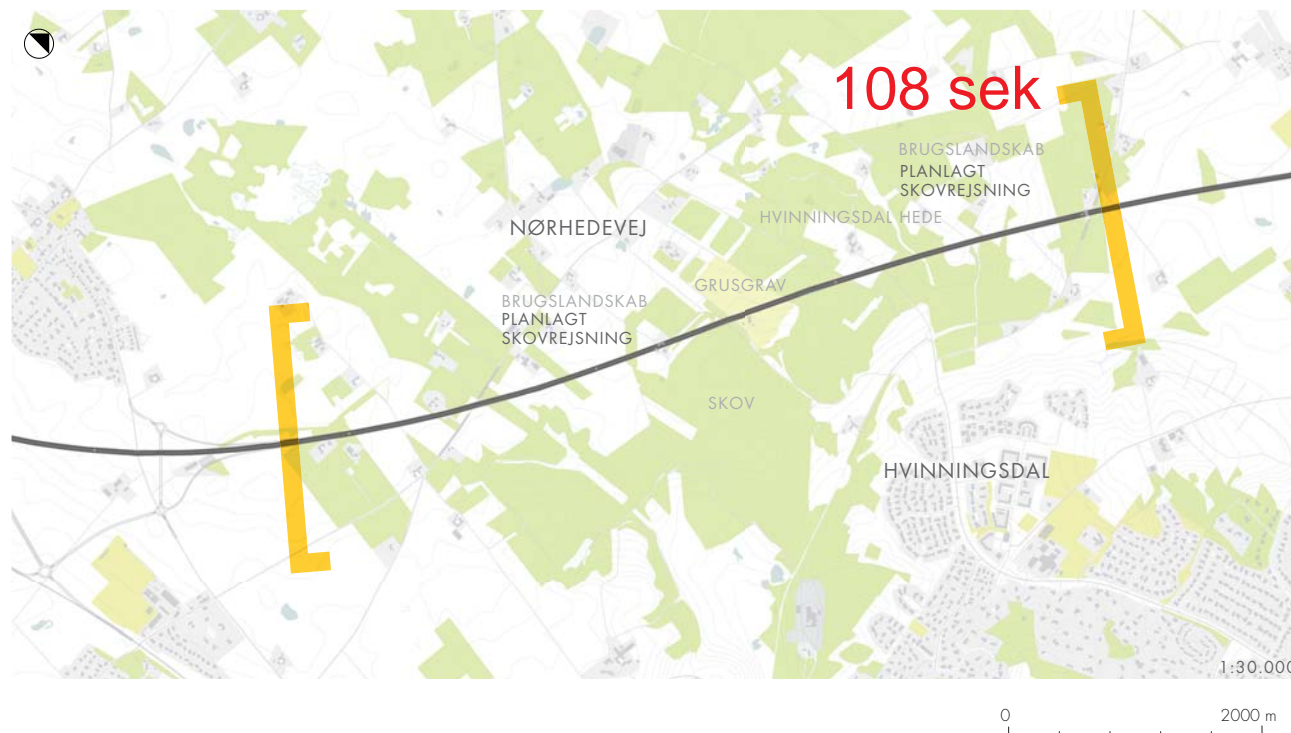 108 sek
BRUGSLANDSKAB
PLANLAGT
SKOVREJSNING
HVINNINGSDAL HEDE
NØRHEDEVEJ
GRUSGRAV
BRUGSLANDSKAB
PLANLAGT
SKOVREJSNING
SKOV
HVINNINGSDAL
1:30.000
0 2000 m